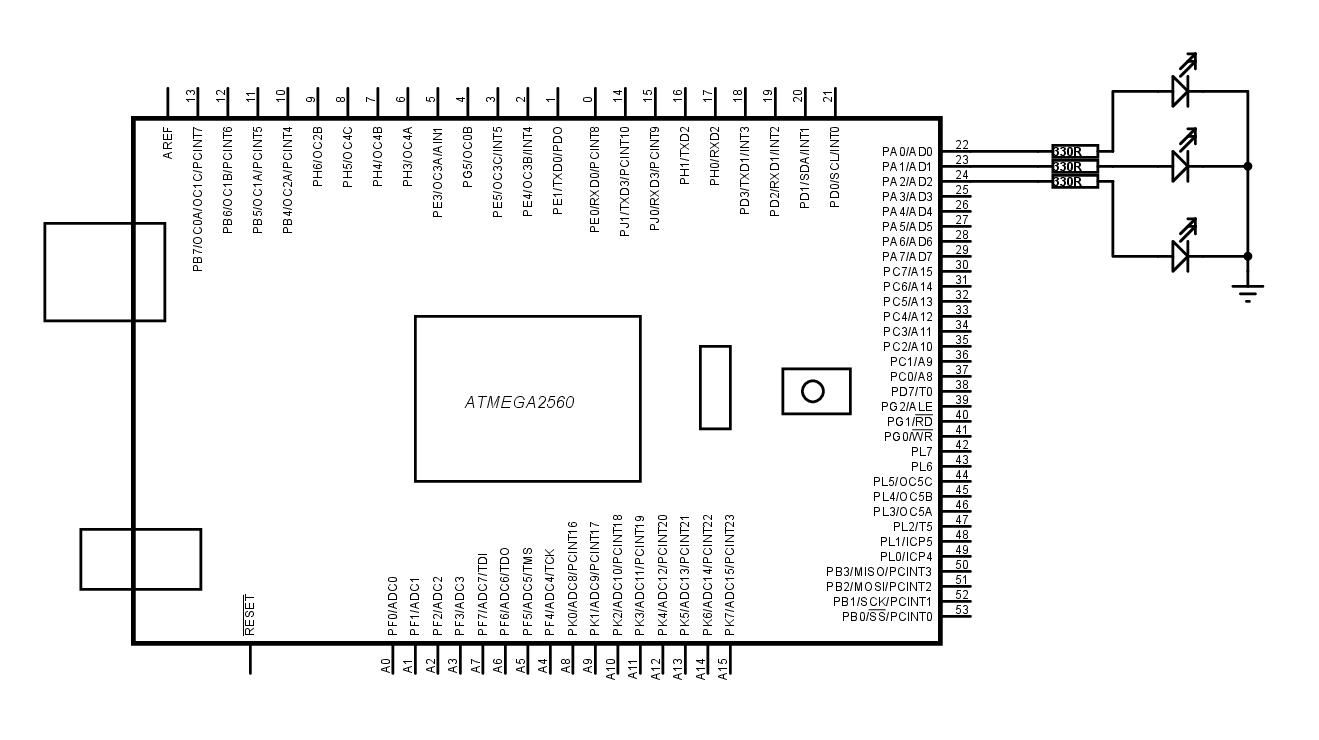 AREF
13
12
11
10
9
8
7
6
5
4
3
2
1
0
14
15
16
17
18
19
20
21
PB7/OC0A/OC1C/PCINT7
PB6/OC1B/PCINT6
PB5/OC1A/PCINT5
PB4/OC2A/PCINT4
PH6/OC2B
PH5/OC4C
PH4/OC4B
PH3/OC4A
PE3/OC3A/AIN1
PG5/OC0B
PE5/OC3C/INT5
PE4/OC3B/INT4
PE1/TXD0/PDO
PE0/RXD0/PCINT8
PJ1/TXD3/PCINT10
PJ0/RXD3/PCINT9
PH1/TXD2
PH0/RXD2
PD3/TXD1/INT3
PD2/RXD1/INT2
PD1/SDA/INT1
PD0/SCL/INT0
PA0/AD0 22 330R
PA1/AD1 23 330R
PA2/AD2 24 330R
PA3/AD3 25
PA4/AD4 26
PA5/AD5 27
PA6/AD6 28
PA7/AD7 29
PC7/A15 30
PC6/A14 31
PC5/A13 32
PC4/A12 33
PC3/A11 34
PC2/A10 35
PC1/A9 36
PC0/A8 37
PD7/T0 38
PG2/ALE 39
PG1/RD 40
PG0/WR 41
PL7 42
PL6 43
PL5/OC5C 44
PL4/OC5B 45
PL3/OC5A 46
PL2/T5 47
PL1/ICP5 48
PL0/ICP4 49
PB3/MISO/PCINT3 50
PB2/MOSI/PCINT2 51
PB1/SCK/PCINT1 52
PB0/SS/PCINT0 53
ATMEGA2560
RESET
PF0/ADC0
PF1/ADC1
PF2/ADC2
PF3/ADC3
PF7/ADC7/TDI
PF6/ADC6/TDO
PF5/ADC5/TMS
PF4/ADC4/TCK
PK0/ADC8/PCINT16
PK1/ADC9/PCINT17
PK2/ADC10/PCINT18
PK3/ADC11/PCINT19
PK4/ADC12/PCINT20
PK5/ADC13/PCINT21
PK6/ADC14/PCINT22
PK7/ADC15/PCINT23
A0
A1
A2
A3
A7
A6
A5
A4
A8
A9
A10
A11
A12
A13
A14
A15